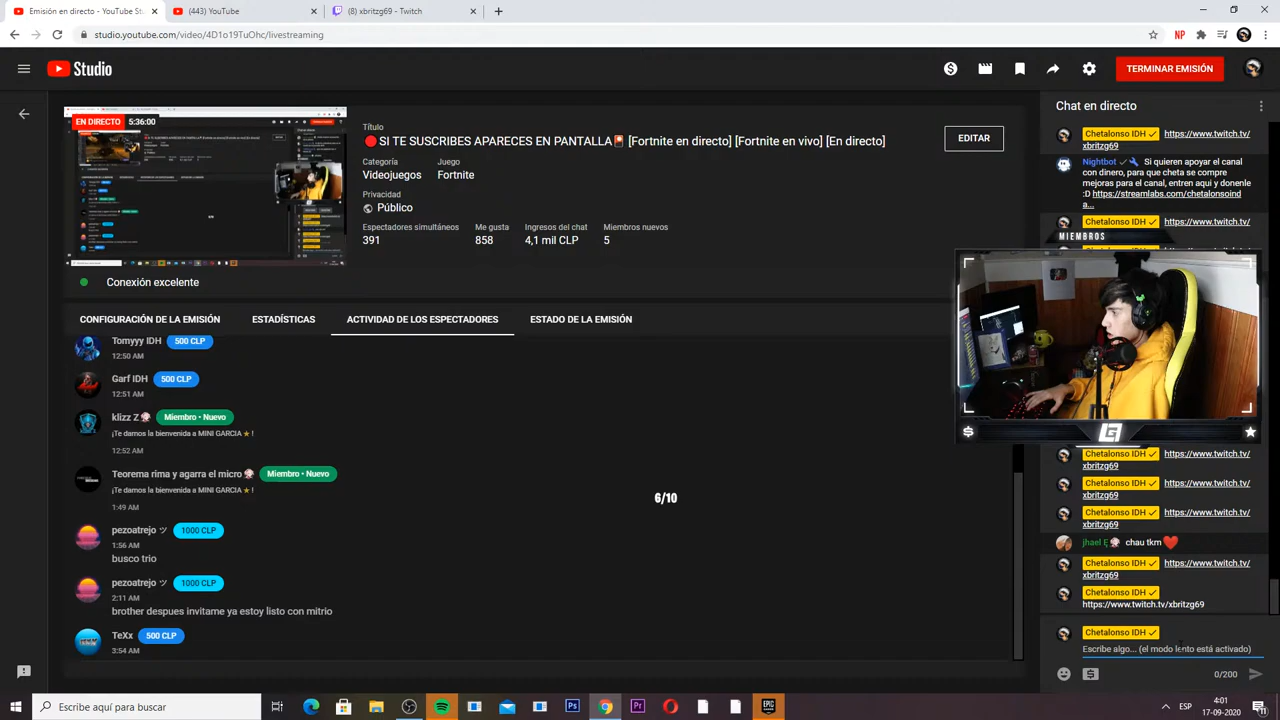 Emisión en directo - YouTube St
(443) YouTube
(8) xbritzg69 - Twitch
studio.youtube.com/video/4D1o19TuOhc/livestreaming
NP
Studio
TERMINAR EMISIÓN
EN DIRECTO
5:36:00
Título
SI TE SUSCRIBES APARECES EN PANTALLA [Fortnite en directo] [Fortnite en vivo] [En directo]
EDITAR
Categoría
Juego
Videojuegos
Fortnite
Privacidad
Público
Espectadores simultáneos
Me gusta
Ingresos del chat
Miembros nuevos
391
858
4,1 mil CLP
5
Conexión excelente
CONFIGURACIÓN DE LA EMISIÓN
ESTADÍSTICAS
ACTIVIDAD DE LOS ESPECTADORES
ESTADO DE LA EMISIÓN
Tomyyy IDH 500 CLP
12:50 AM
Garf IDH 500 CLP
12:51 AM
klizz Z Miembro • Nuevo
¡Te damos la bienvenida a MINI GARCIA★!
12:52 AM
Teorema rima y agarra el micro Miembro • Nuevo
¡Te damos la bienvenida a MINI GARCIA★!
1:49 AM
pezoatrejo ツ 1000 CLP
1:56 AM
busco trio
pezoatrejo ツ 1000 CLP
2:11 AM
brother despues invitame ya estoy listo con mitrio
TeXx 500 CLP
3:54 AM
6/10
Chat en directo
Chetalonso IDH https://www.twitch.tv/
xbritzg69
Nightbot Si quieren apoyar el canal
con dinero, para que cheta se compre
mejoras para el canal, entren aquí y donenle
:D https://streamlabs.com/chetalonsoind
a...
Chetalonso IDH https://www.twitch.tv/
MIEMBROS
Chetalonso IDH https://www.twitch.tv/
xbritzg69
Chetalonso IDH https://www.twitch.tv/
xbritzg69
Chetalonso IDH https://www.twitch.tv/
xbritzg69
jhael chau tkm❤️
Chetalonso IDH https://www.twitch.tv/
xbritzg69
Chetalonso IDH
https://www.twitch.tv/xbritzg69
Chetalonso IDH
Escribe algo... (el modo lento está activado)
0/200
Escribe aquí para buscar
Ps
Pr
EPIC
ESP
4:01
17-09-2020
11